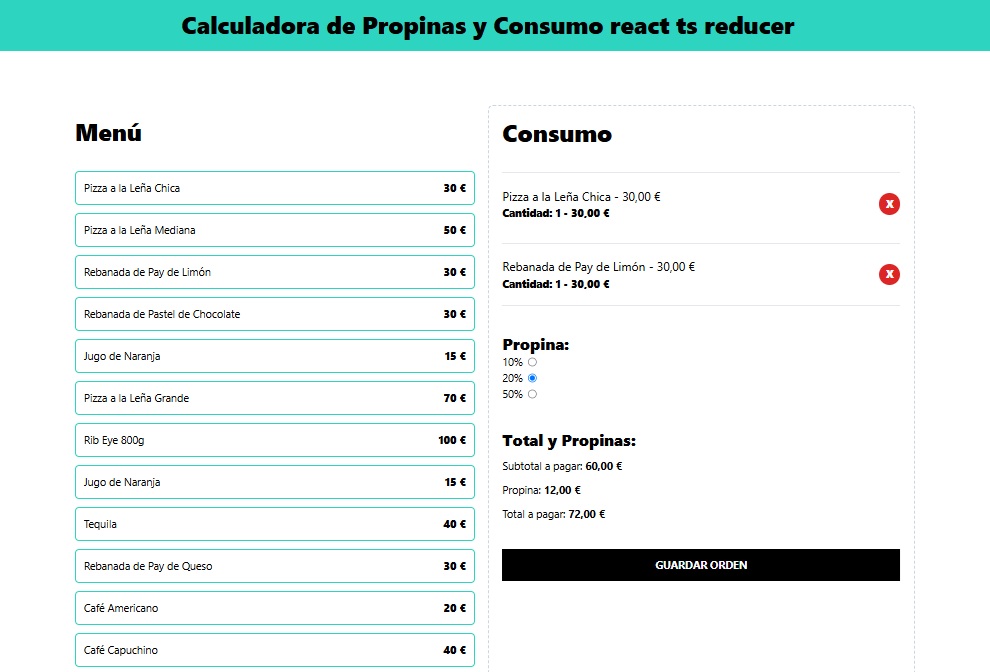 Calculadora de Propinas y Consumo react ts reducer
Menú
Pizza a la Leña Chica 30 €
Pizza a la Leña Mediana 50 €
Rebanada de Pay de Limón 30 €
Rebanada de Pastel de Chocolate 30 €
Jugo de Naranja 15 €
Pizza a la Leña Grande 70 €
Rib Eye 800g 100 €
Jugo de Naranja 15 €
Tequila 40 €
Rebanada de Pay de Queso 30 €
Café Americano 20 €
Café Capuchino 40 €
Consumo
Pizza a la Leña Chica - 30,00 €
Cantidad: 1 - 30,00 €
X
Rebanada de Pay de Limón - 30,00 €
Cantidad: 1 - 30,00 €
X
Propina:
10%
20%
50%
Total y Propinas:
Subtotal a pagar: 60,00 €
Propina: 12,00 €
Total a pagar: 72,00 €
GUARDAR ORDEN